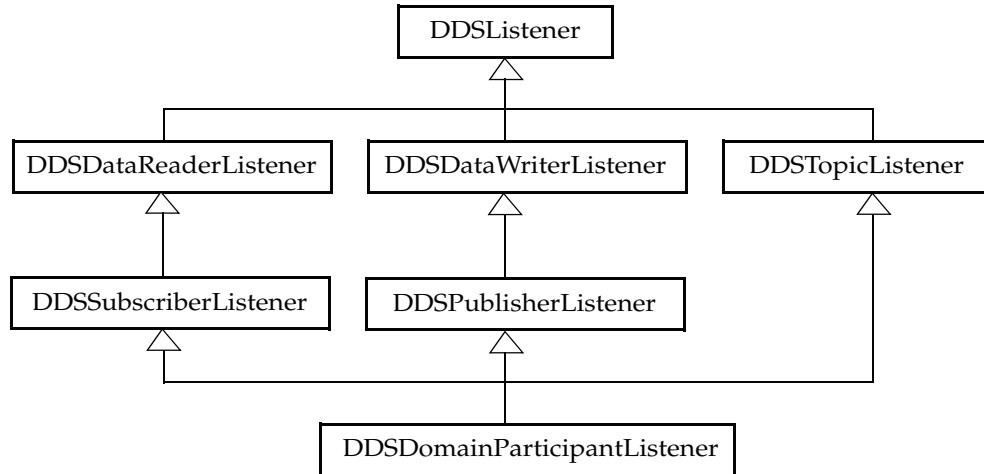 DDSListener
DDSDataReaderListener
DDSDataWriterListener
DDSTopicListener
DDSSubscriberListener
DDSPublisherListener
DDSDomainParticipantListener